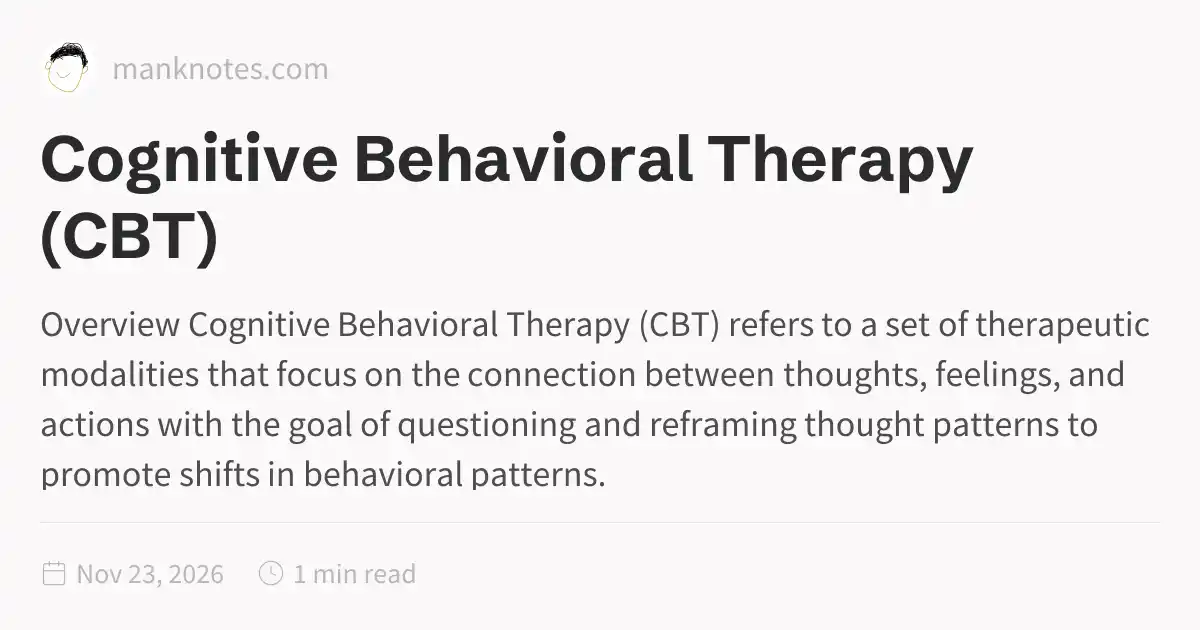 manknotes.com
Cognitive Behavioral Therapy
(CBT)
Overview Cognitive Behavioral Therapy (CBT) refers to a set of therapeutic
modalities that focus on the connection between thoughts, feelings, and
actions with the goal of questioning and reframing thought patterns to
promote shifts in behavioral patterns.
Nov 23, 2026 1 min read